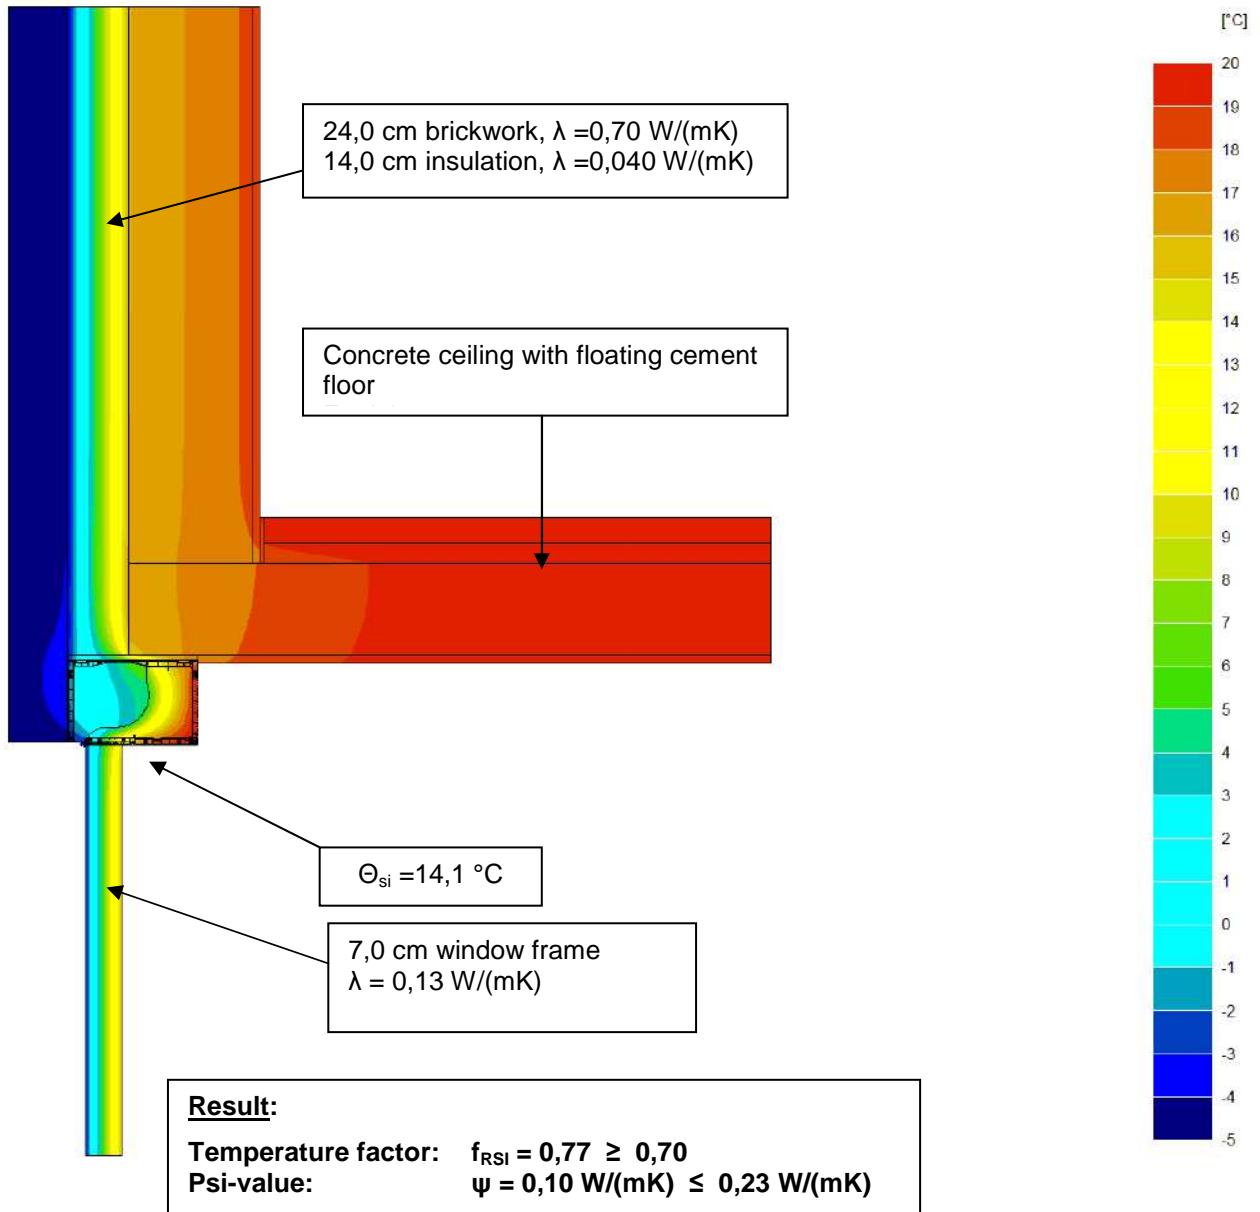 [°C]
24,0 cm brickwork, λ =0,70 W/(mK)
14,0 cm insulation, λ =0,040 W/(mK)
Concrete ceiling with floating cement
floor
Θsi =14,1 °C
7,0 cm window frame
λ = 0,13 W/(mK)
Result:
Temperature factor: fRSI = 0,77 ≥ 0,70
Psi-value: ψ = 0,10 W/(mK) ≤ 0,23 W/(mK)
20
19
18
17
16
15
14
13
12
11
10
9
8
7
6
5
4
3
2
1
0
-1
-2
-3
-4
-5